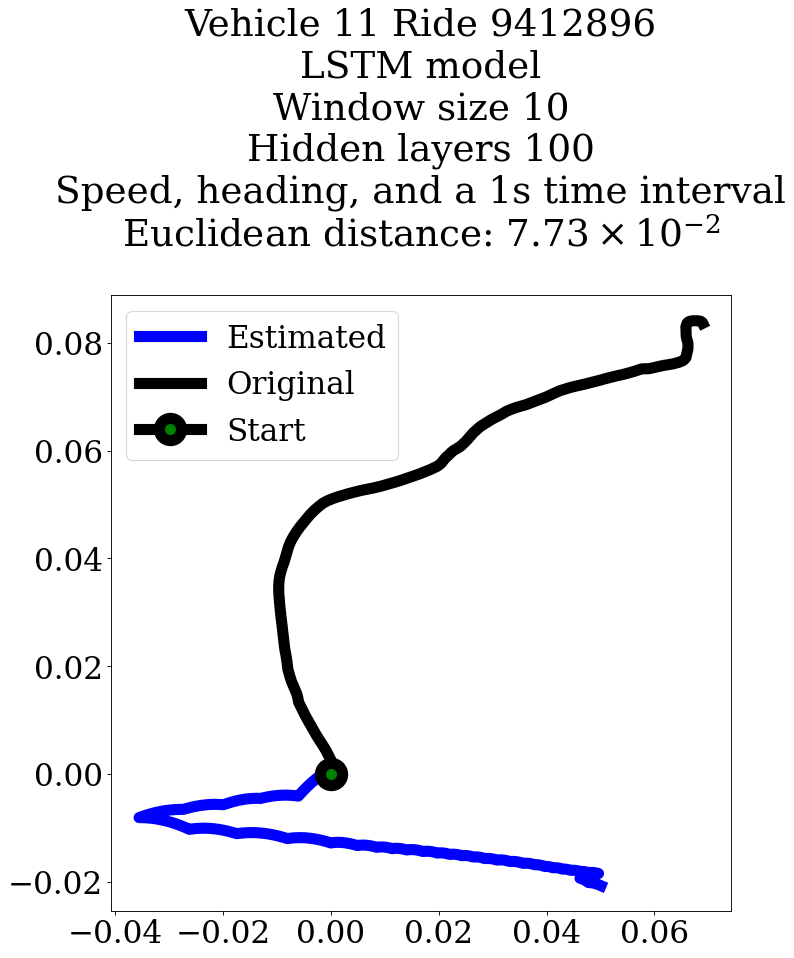 Vehicle 11 Ride 9412896
LSTM model
Window size 10
Hidden layers 100
Speed, heading, and a 1s time interval
Euclidean distance: 7.73 × 10⁻²
Estimated
Original
Start
0.08
0.06
0.04
0.02
0.00
−0.02
−0.04 −0.02 0.00 0.02 0.04 0.06